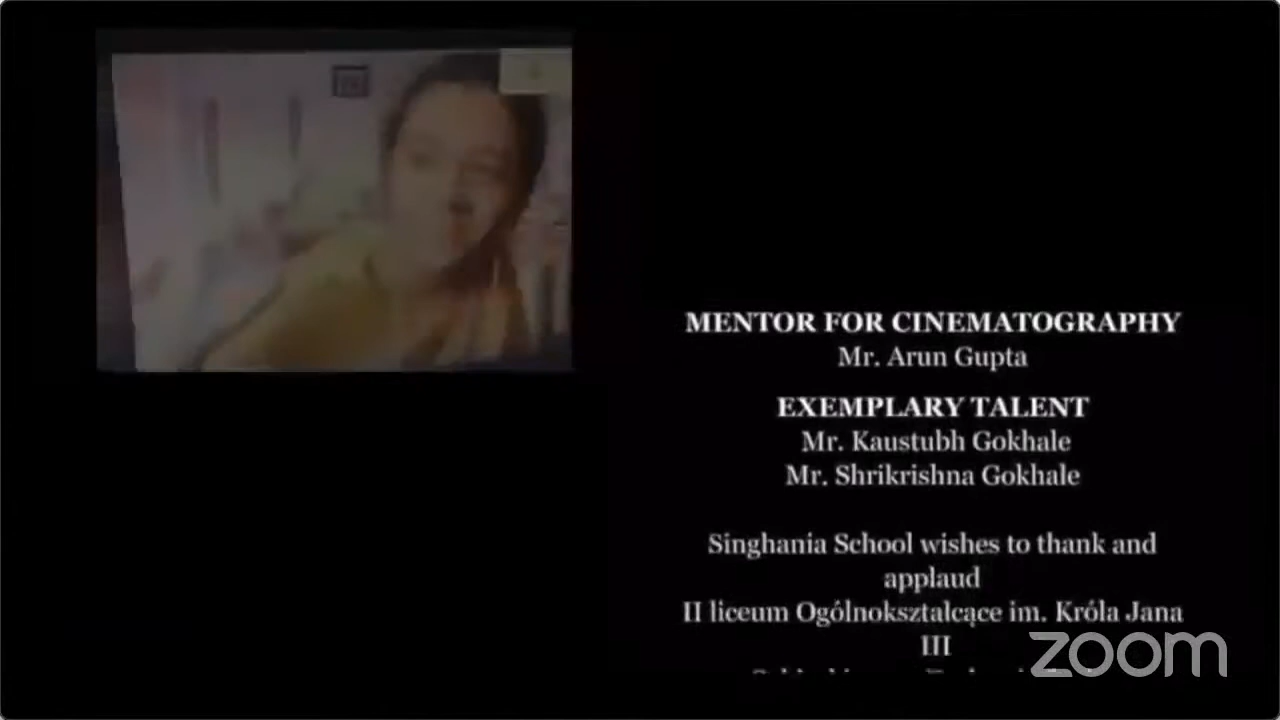 MENTOR FOR CINEMATOGRAPHY
Mr. Arun Gupta
EXEMPLARY TALENT
Mr. Kaustubh Gokhale
Mr. Shrikrishna Gokhale
Singhania School wishes to thank and
applaud
II liceum Ogólnokształcące im. Króla Jana
III
zoom